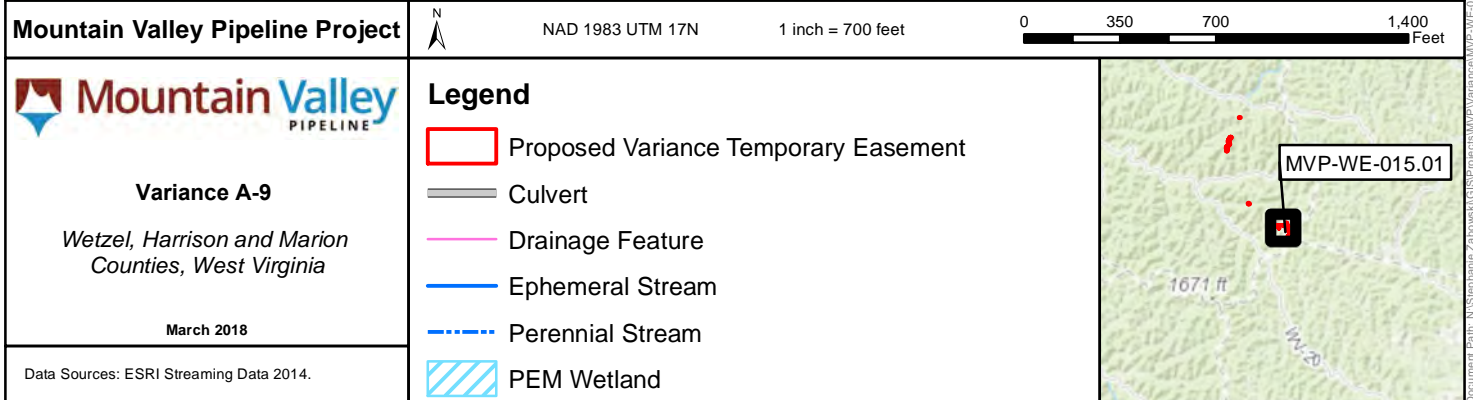 Mountain Valley Pipeline Project
N
NAD 1983 UTM 17N
1 inch = 700 feet
0 350 700 1,400
Feet
Mountain Valley
PIPELINE
Variance A-9
Wetzel, Harrison and Marion
Counties, West Virginia
March 2018
Data Sources: ESRI Streaming Data 2014.
Legend
Proposed Variance Temporary Easement
Culvert
Drainage Feature
Ephemeral Stream
Perennial Stream
PEM Wetland
MVP-WE-015.01
1671 ft
WV-20